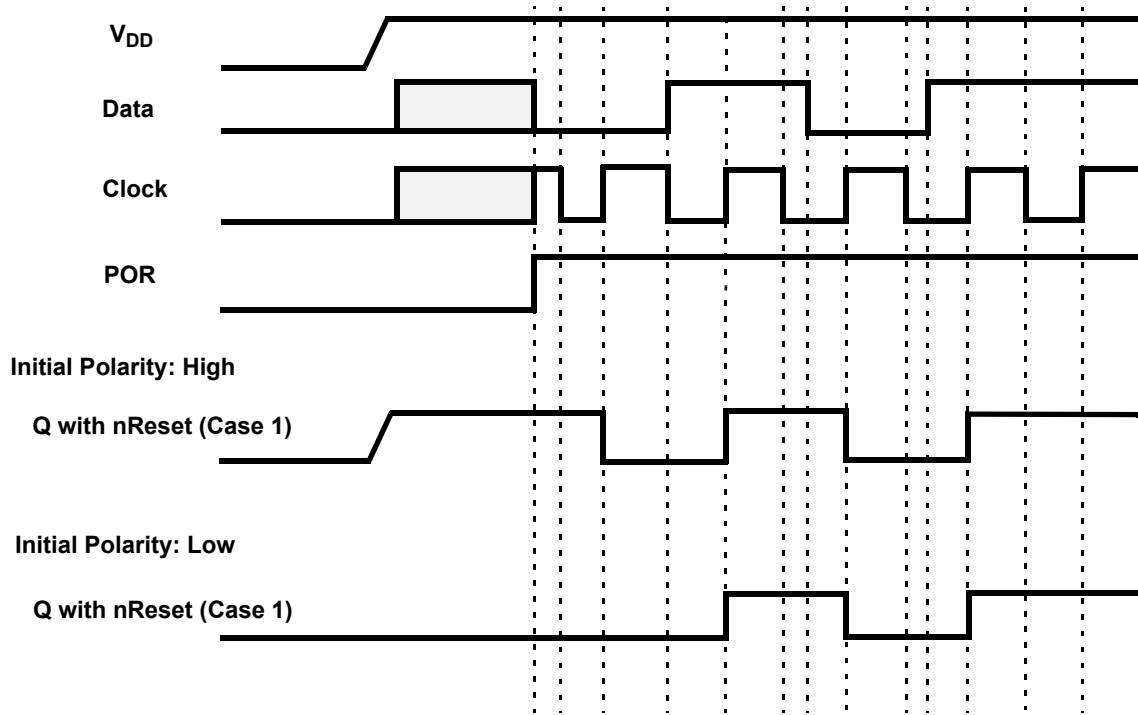 VDD
Data
Clock
POR
Initial Polarity: High
Q with nReset (Case 1)
Initial Polarity: Low
Q with nReset (Case 1)